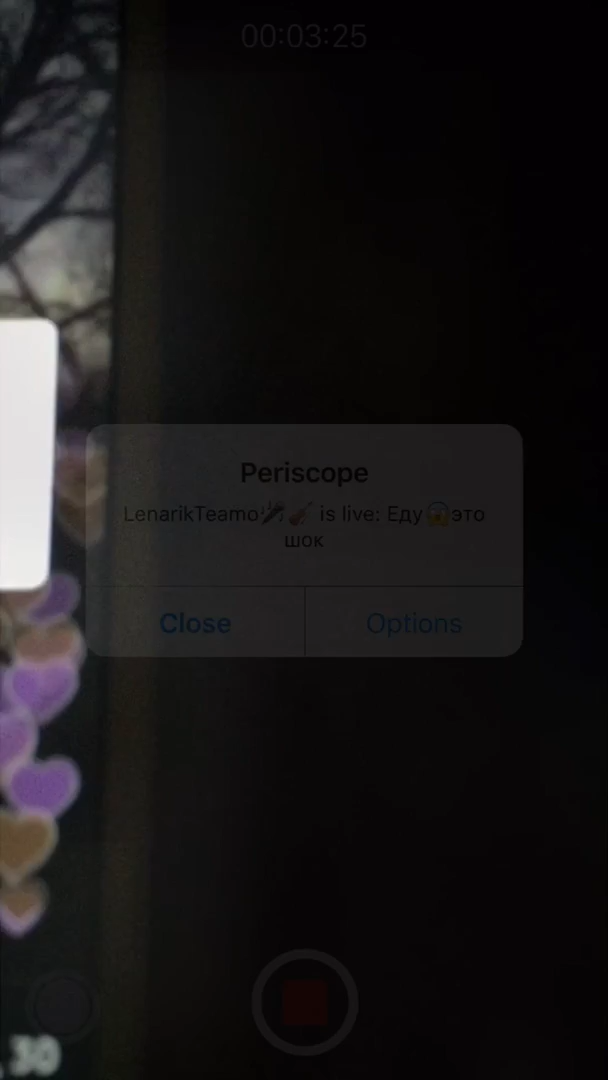 00:03:25
Periscope
LenarikTeamo🎤🎻 is live: Еду😱это
шок
Close
Options
30